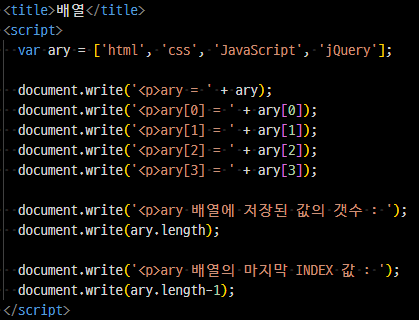 <title>배열</title>
<script>
var ary = ['html', 'css', 'JavaScript', 'jQuery'];
document.write('<p>ary = ' + ary);
document.write('<p>ary[0] = ' + ary[0]);
document.write('<p>ary[1] = ' + ary[1]);
document.write('<p>ary[2] = ' + ary[2]);
document.write('<p>ary[3] = ' + ary[3]);
document.write('<p>ary 배열에 저장된 값의 갯수 : ');
document.write(ary.length);
document.write('<p>ary 배열의 마지막 INDEX 값 : ');
document.write(ary.length-1);
</script>